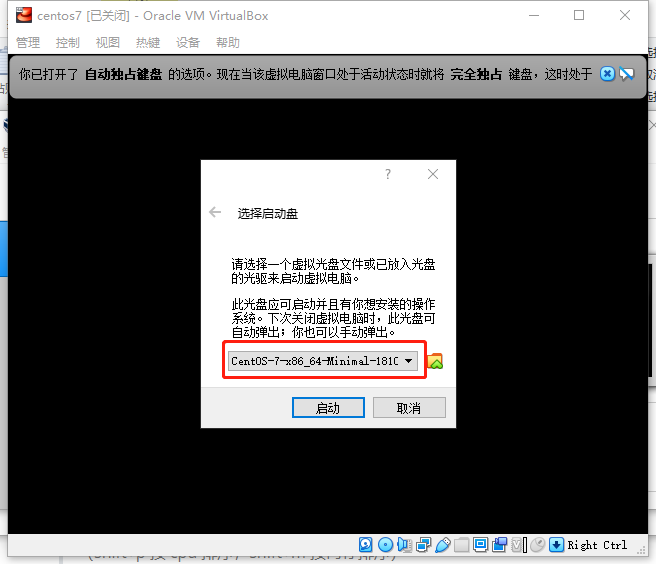 centos7 [已关闭] - Oracle VM VirtualBox
管理 控制 视图 热键 设备 帮助
你已打开了 自动独占键盘 的选项。现在当该虚拟电脑窗口处于活动状态时就将 完全独占 键盘，这时处于
?
选择启动盘
请选择一个虚拟光盘文件或已放入光盘
的光驱来启动虚拟电脑。
此光盘应可启动并且有你想安装的操作
系统。下次关闭虚拟电脑时，此光盘可
自动弹出；你也可以手动弹出。
CentOS-7-x86_64-Minimal-181
启动 取消
Right Ctrl